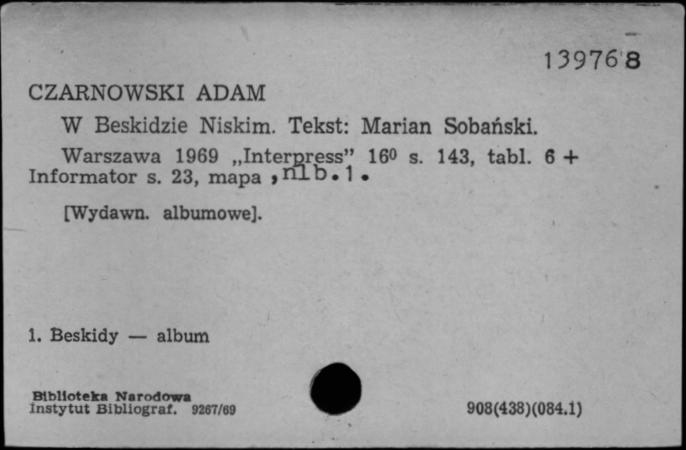 139768
CZARNOWSKI ADAM
W Beskidzie Niskim. Tekst: Marian Sobański.
Warszawa 1969 „Interpress” 16⁰ s. 143, tabl. 6 +
Informator s. 23, mapa , nlb. 1.
[Wydawn. albumowe].
1. Beskidy — album
Biblioteka Narodowa
Instytut Bibliograf. 9267/69
908(438)(084.1)